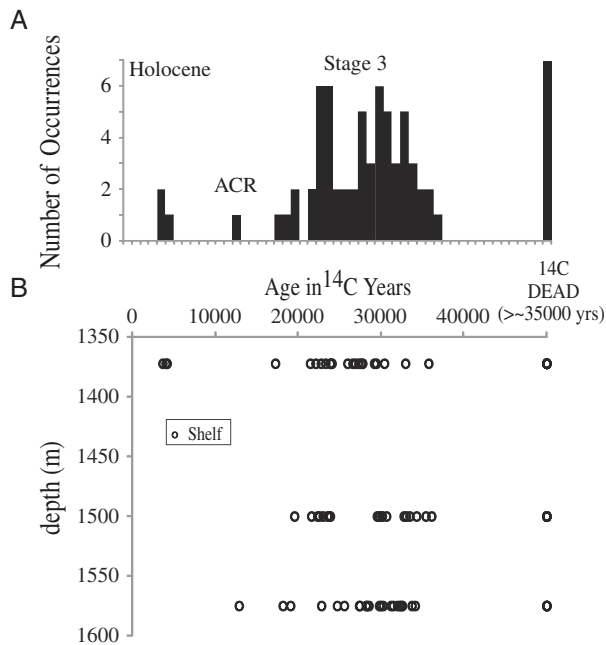 A
Number of Occurrences
6
4
2
0
Holocene
ACR
Stage 3
14C
DEAD
(>~35000 yrs)
B
Age in 14C Years
0 10000 20000 30000 40000
depth (m)
1350
1400
1450
1500
1550
1600
Shelf